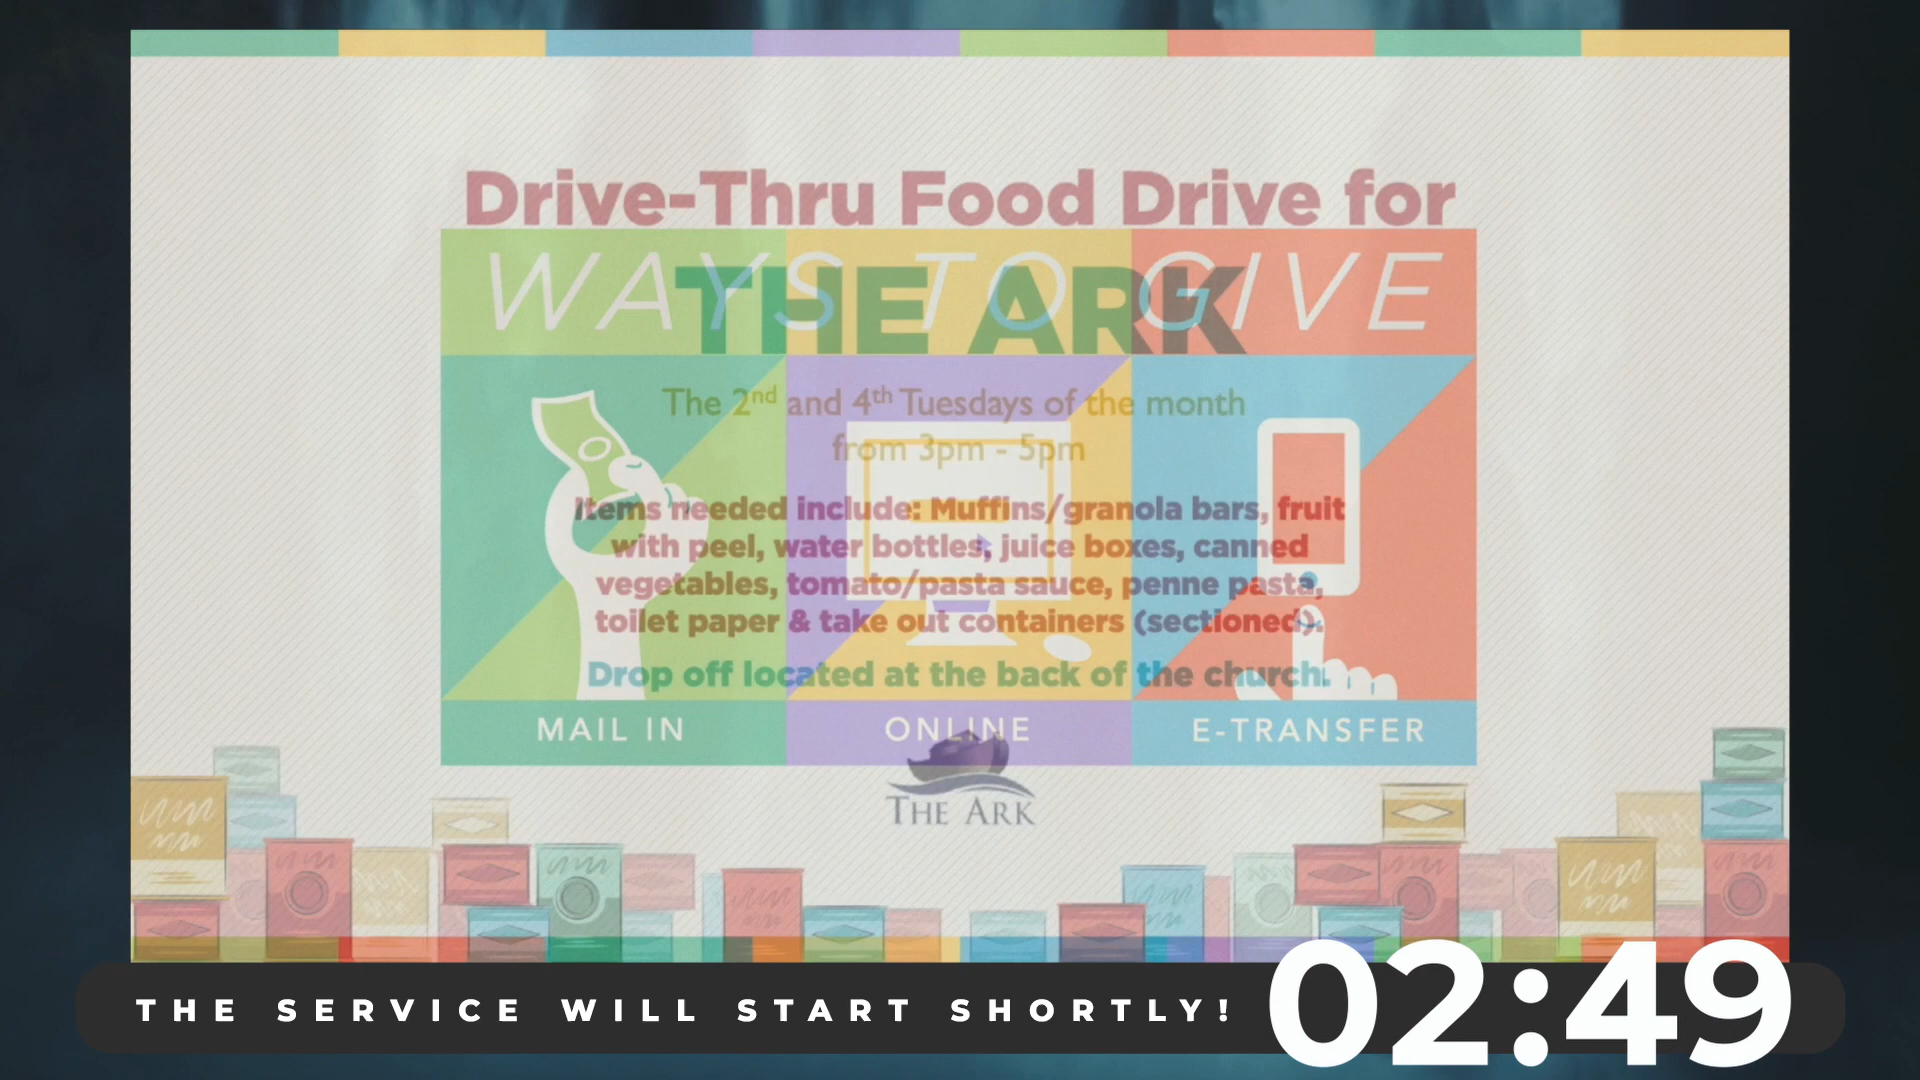 Drive-Thru Food Drive for
WAYS TO GIVE
THE ARK
The 2nd and 4th Tuesdays of the month
from 3pm - 5pm
Items needed include: Muffins/granola bars, fruit
with peel, water bottles, juice boxes, canned
vegetables, tomato/pasta sauce, penne pasta,
toilet paper & take out containers (sectioned).
Drop off located at the back of the church.
MAIL IN
ONLINE
E-TRANSFER
THE ARK
THE SERVICE WILL START SHORTLY!
02:49